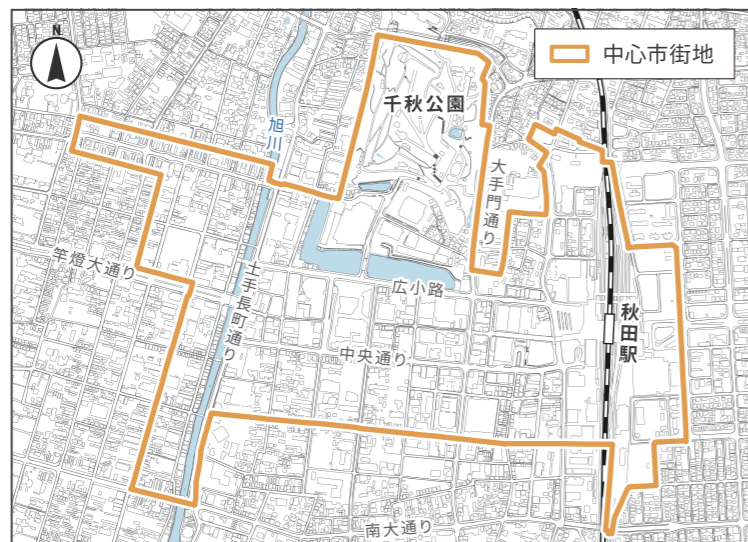 N
中心市街地
千秋公園
旭川
大手門通り
竿燈大通り
土手長町通り
広小路
秋田駅
中央通り
南大通り